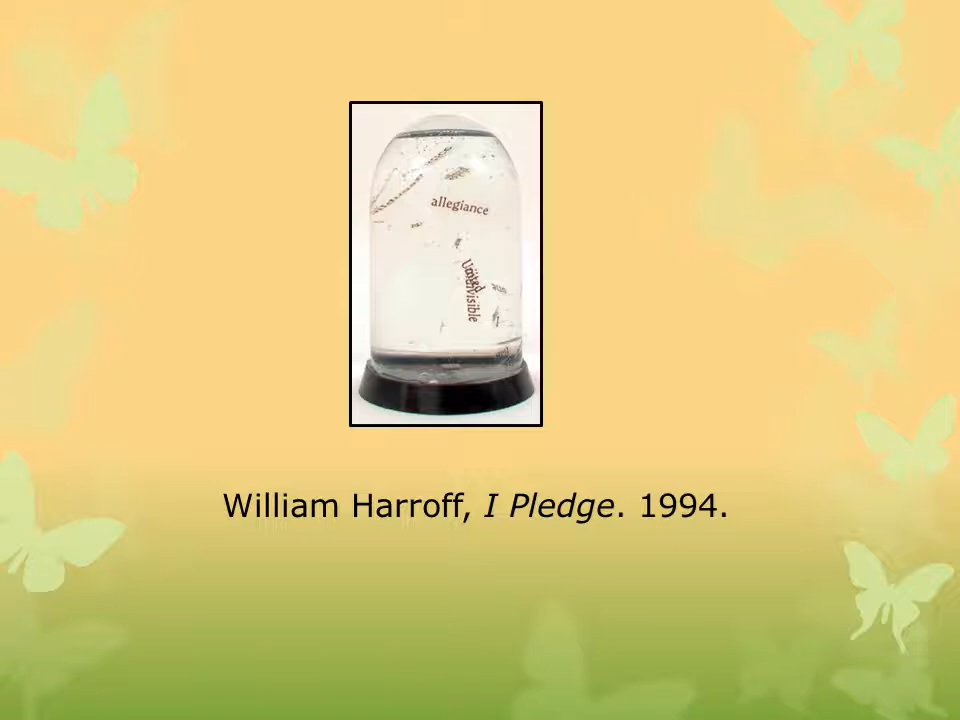 allegiance
United
indivisible
William Harroff, I Pledge. 1994.